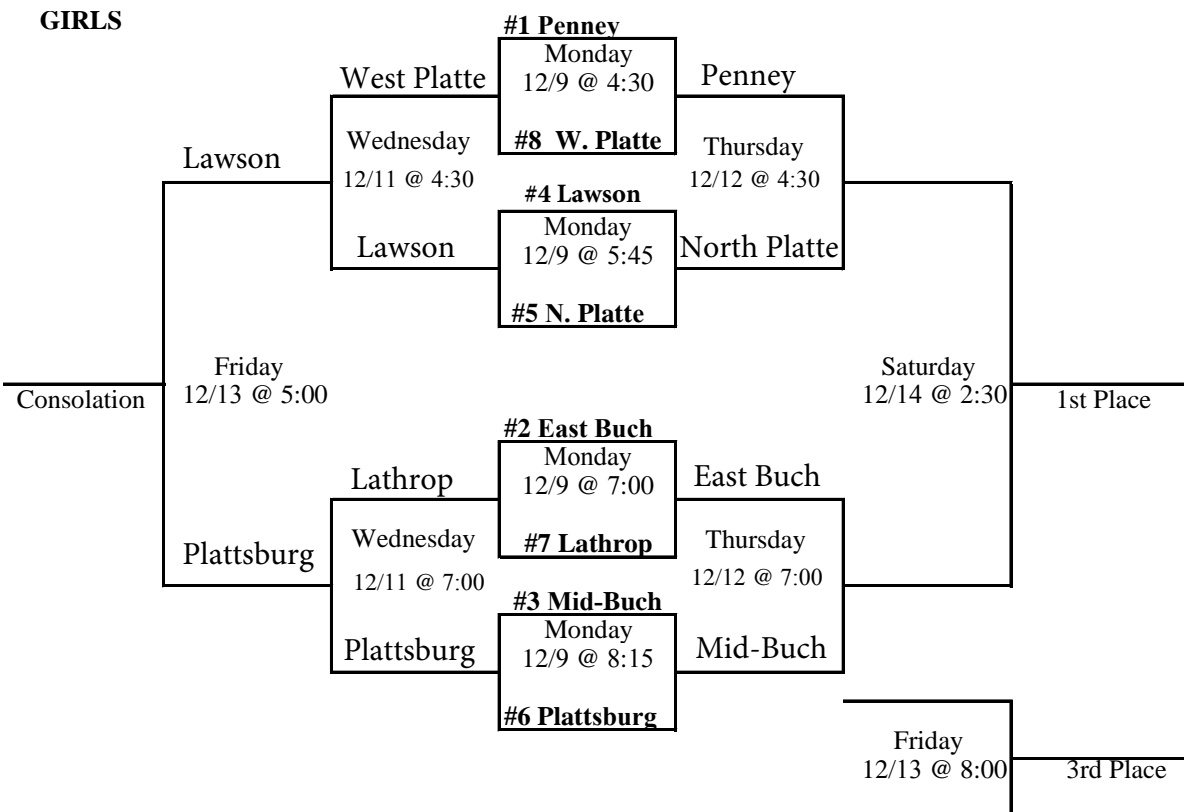 GIRLS
#1 Penney
West Platte
Monday
12/9 @ 4:30
Penney
#8 W. Platte
Wednesday
12/11 @ 4:30
Thursday
12/12 @ 4:30
Lawson
#4 Lawson
Lawson
Monday
12/9 @ 5:45
North Platte
#5 N. Platte
Friday
12/13 @ 5:00
Saturday
12/14 @ 2:30
Consolation
1st Place
#2 East Buch
Lathrop
Monday
12/9 @ 7:00
East Buch
#7 Lathrop
Wednesday
12/11 @ 7:00
Thursday
12/12 @ 7:00
Plattsburg
#3 Mid-Buch
Plattsburg
Monday
12/9 @ 8:15
Mid-Buch
#6 Plattsburg
Friday
12/13 @ 8:00
3rd Place